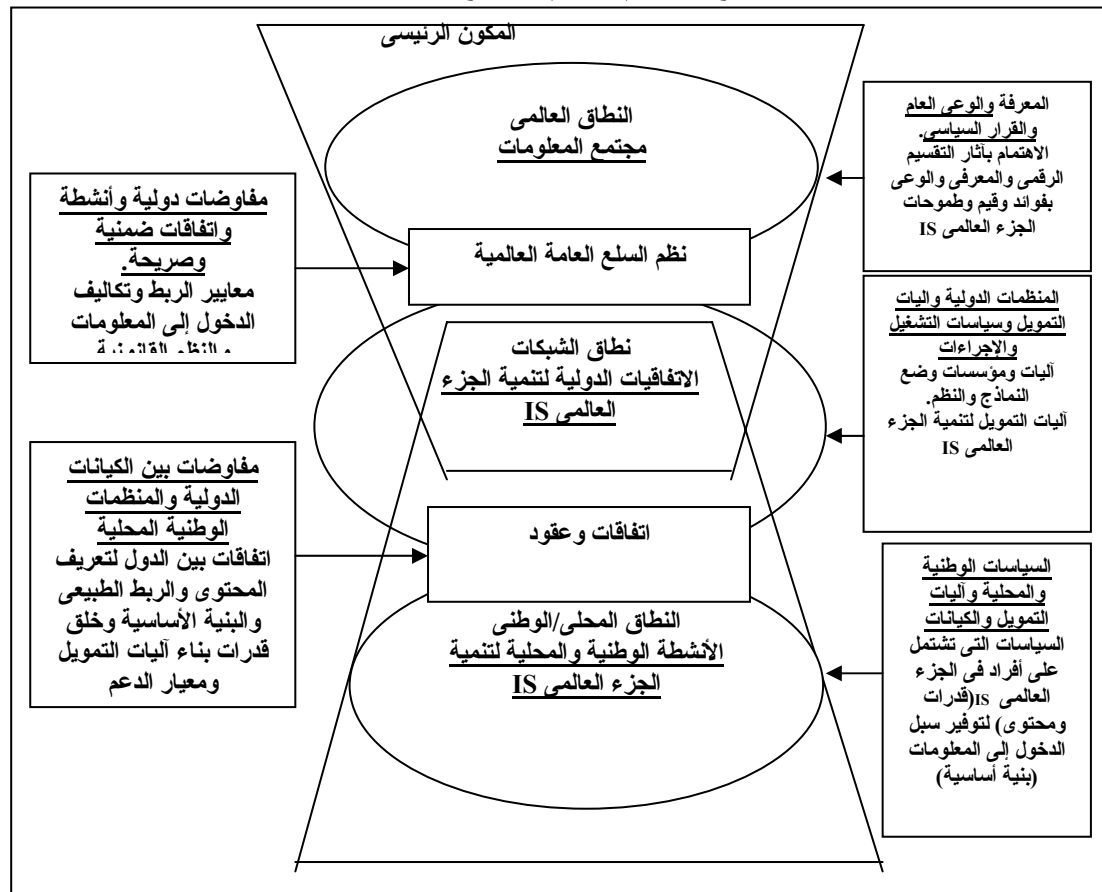 المكون الرئيسى
النطاق العالمى
مجتمع المعلومات
المعرفة والوعى العام
والقرار السياسى.
الاهتمام بآثار التقسيم
الرقمى والمعرفى والوعى
بفوائد وقيم وطموحات
الجزء العالمى IS
مفاوضات دولية وأنشطة
واتفاقات ضمنية
وصريحة.
معايير الربط وتكاليف
الدخول إلى المعلومات
والنظم القانونية
نظم السلع العامة العالمية
المنظمات الدولية واليات
التمويل وسياسات التشغيل
والإجراءات
آليات ومؤسسات وضع
النماذج والنظم.
آليات التمويل لتنمية الجزء
العالمى IS
نطاق الشبكات
الاتفاقيات الدولية لتنمية الجزء
العالمى IS
مفاوضات بين الكيانات
الدولية والمنظمات
الوطنية المحلية
اتفاقات بين الدول لتعريف
المحتوى والربط الطبيعى
والبنية الأساسية وخلق
قدرات بناء آليات التمويل
ومعيار الدعم
اتفاقات وعقود
السياسات الوطنية
والمحلية وآليات
التمويل والكيانات
السياسات التى تشتمل
على أفراد فى الجزء
العالمى IS(قدرات
ومحتوى) لتوفير سبل
الدخول إلى المعلومات
(بنية أساسية)
النطاق المحلى/الوطنى
الأنشطة الوطنية والمحلية لتنمية
الجزء العالمى IS